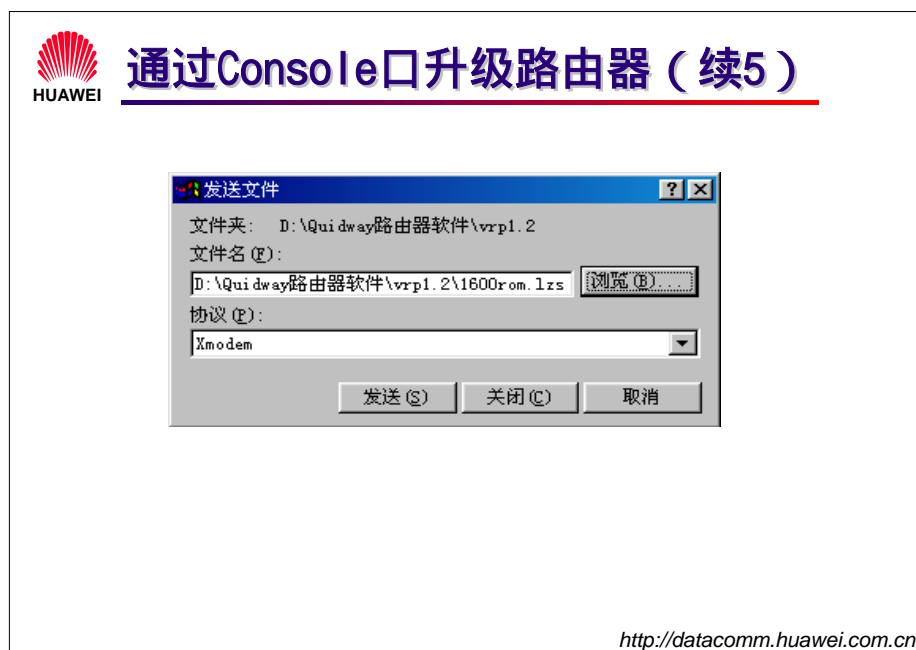 HUAWEI
通过Console口升级路由器（续5）
发送文件
文件夹: D:\Quidway路由器软件\vrp1.2
文件名(F):
D:\Quidway路由器软件\vrp1.2\1600rom.lzs
浏览(B)...
协议(P):
Xmodem
发送(S)
关闭(C)
取消
http://datacomm.huawei.com.cn